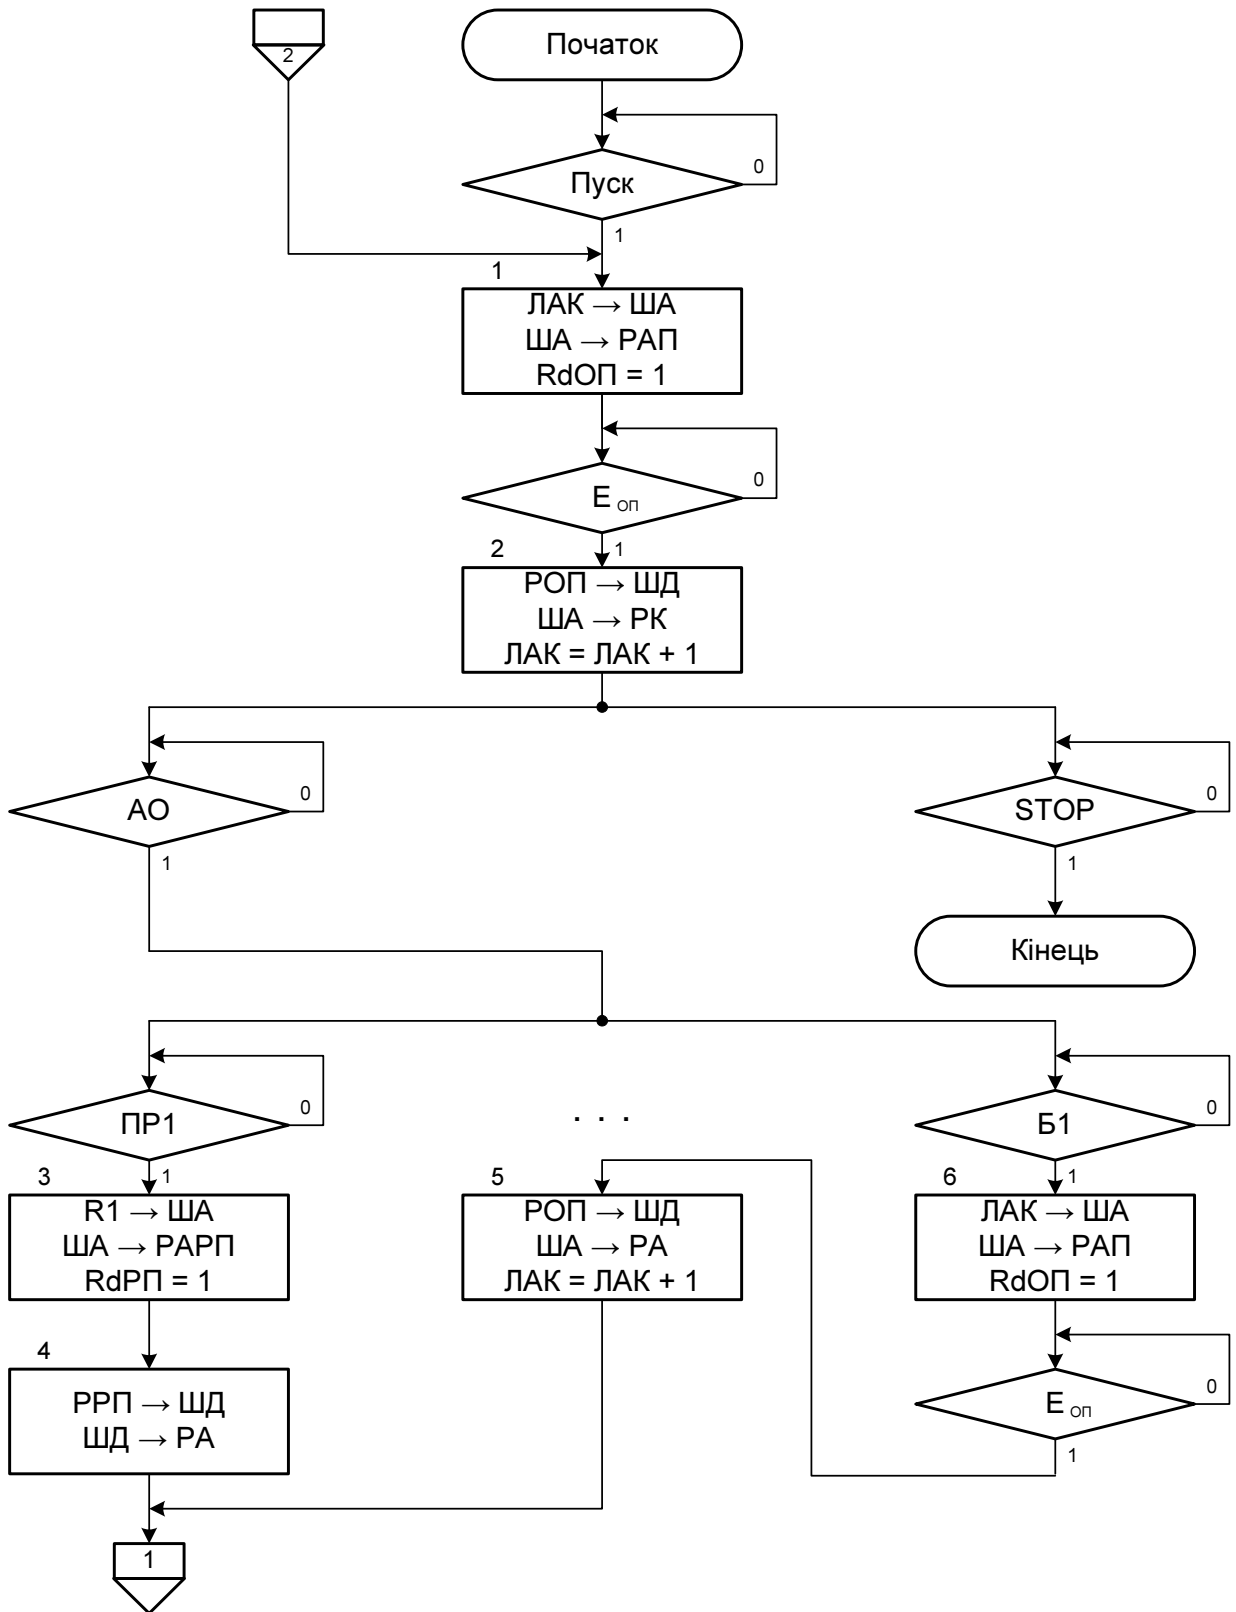 2
Початок
Пуск
0
1
1
ЛАК → ША
ША → РАП
RdОП = 1
Е ОП
0
1
2
РОП → ШД
ША → РК
ЛАК = ЛАК + 1
АО
0
1
STOP
0
1
Кінець
ПР1
0
1
. . .
Б1
0
1
3
R1 → ША
ША → РАРП
RdРП = 1
5
РОП → ШД
ША → РА
ЛАК = ЛАК + 1
6
ЛАК → ША
ША → РАП
RdОП = 1
4
РРП → ШД
ШД → РА
Е ОП
0
1
1